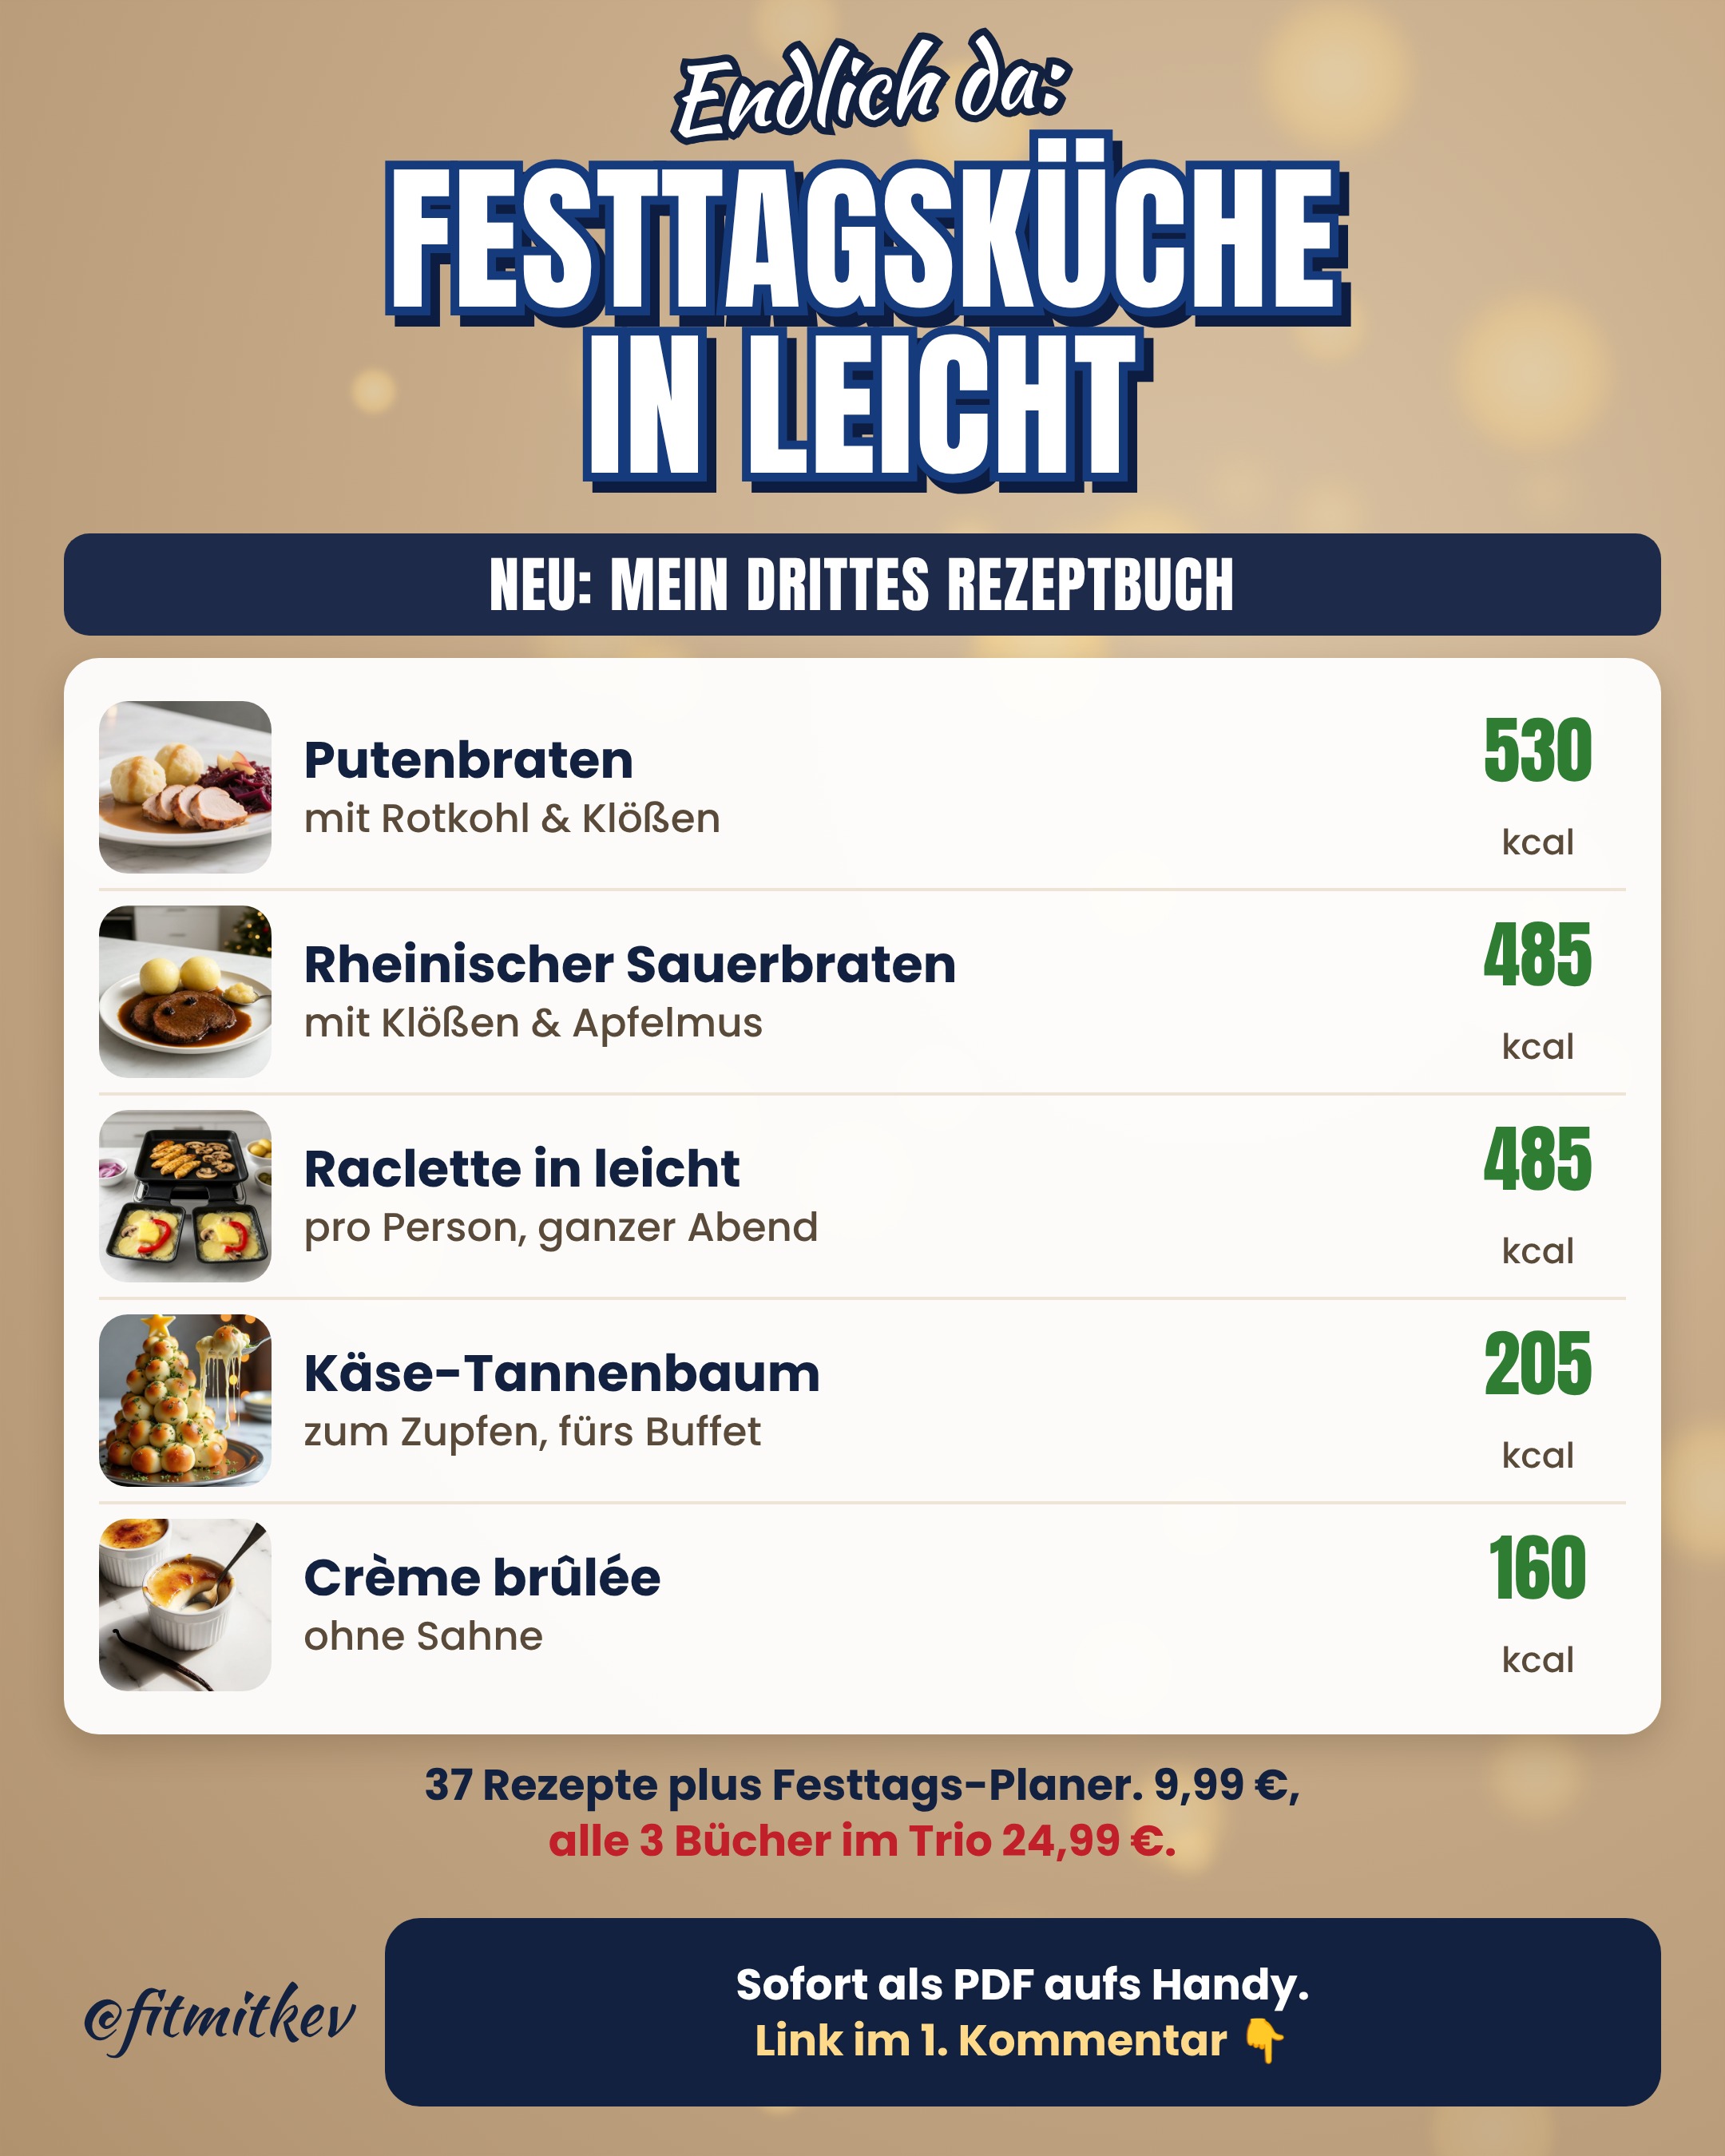 Endlich da:
FESTTAGSKÜCHE
IN LEICHT
NEU: MEIN DRITTES REZEPTBUCH
Putenbraten
mit Rotkohl & Klößen
530
kcal
Rheinischer Sauerbraten
mit Klößen & Apfelmus
485
kcal
Raclette in leicht
pro Person, ganzer Abend
485
kcal
Käse-Tannenbaum
zum Zupfen, fürs Buffet
205
kcal
Crème brûlée
ohne Sahne
160
kcal
37 Rezepte plus Festtags-Planer. 9,99 €,
alle 3 Bücher im Trio 24,99 €.
@fitmitkev
Sofort als PDF aufs Handy.
Link im 1. Kommentar 👇